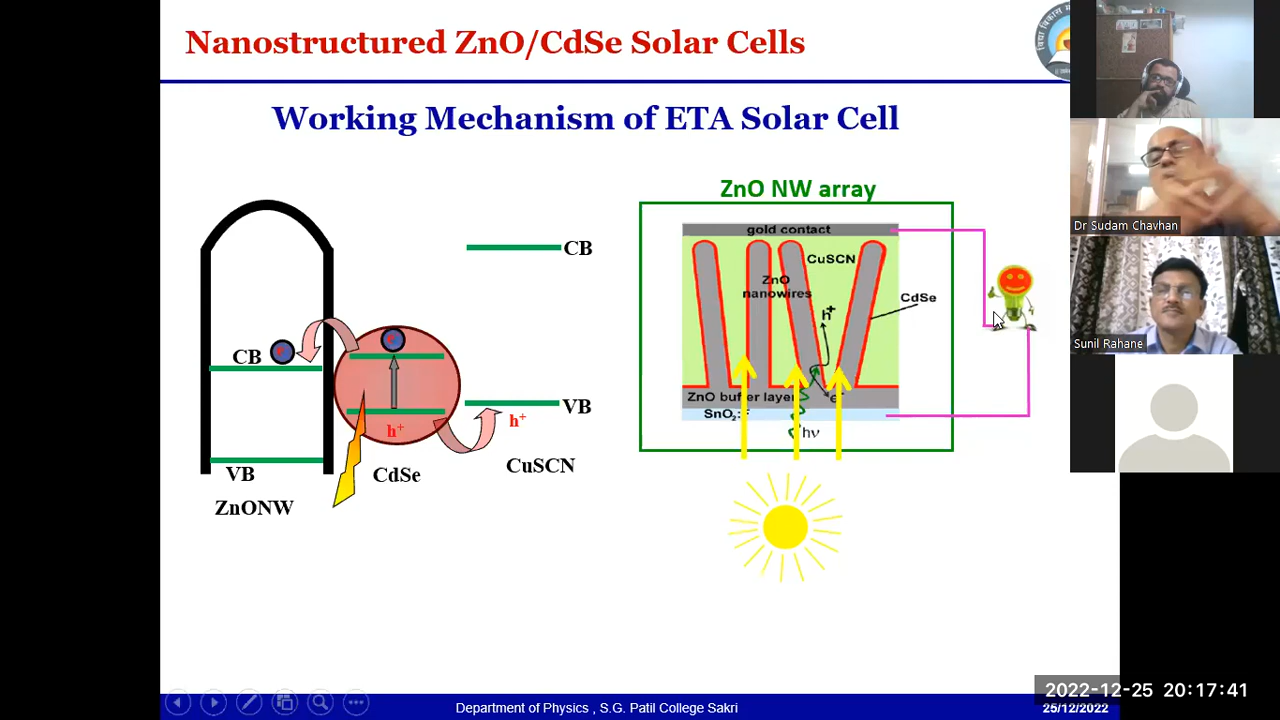 Nanostructured ZnO/CdSe Solar Cells
Working Mechanism of ETA Solar Cell
CB
CB
VB
VB
h⁺
h⁺
CdSe
CuSCN
ZnONW
ZnO NW array
gold contact
CuSCN
ZnO
nanowires
CdSe
h⁺
ZnO buffer layer
e⁻
SnO₂:F
hν
Dr Sudam Chavhan
Sunil Rahane
Department of Physics , S.G. Patil College Sakri
25/12/2022
2022-12-25 20:17:41